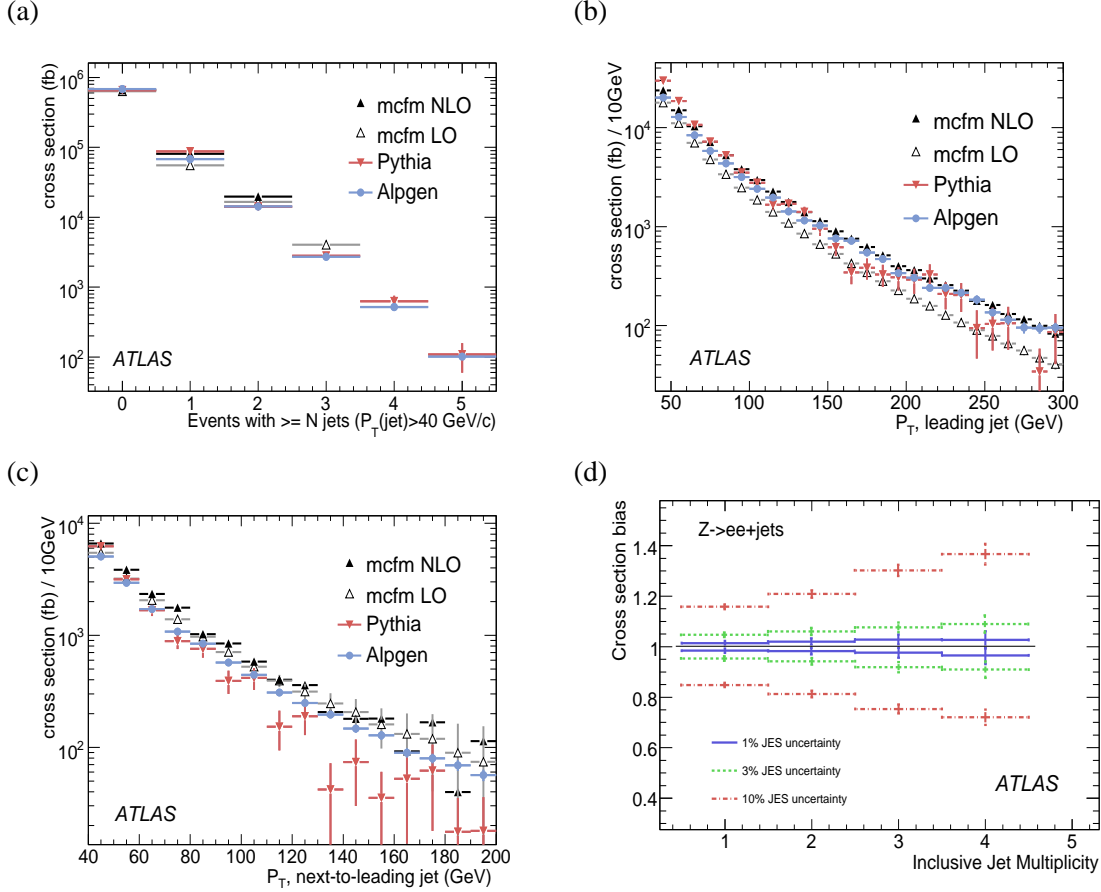 (a)
cross section (fb)
10^6
10^5
10^4
10^3
10^2
mcfm NLO
mcfm LO
Pythia
Alpgen
ATLAS
0 1 2 3 4 5
Events with >= N jets (P_T(jet)>40 GeV/c)
(b)
cross section (fb) / 10GeV
10^4
10^3
10^2
mcfm NLO
mcfm LO
Pythia
Alpgen
ATLAS
50 100 150 200 250 300
P_T, leading jet (GeV)
(c)
cross section (fb) / 10GeV
10^4
10^3
10^2
mcfm NLO
mcfm LO
Pythia
Alpgen
ATLAS
40 60 80 100 120 140 160 180 200
P_T, next-to-leading jet (GeV)
(d)
Cross section bias
Z->ee+jets
1.4
1.2
1
0.8
0.6
0.4
1% JES uncertainty
3% JES uncertainty
10% JES uncertainty
ATLAS
1 2 3 4 5
Inclusive Jet Multiplicity